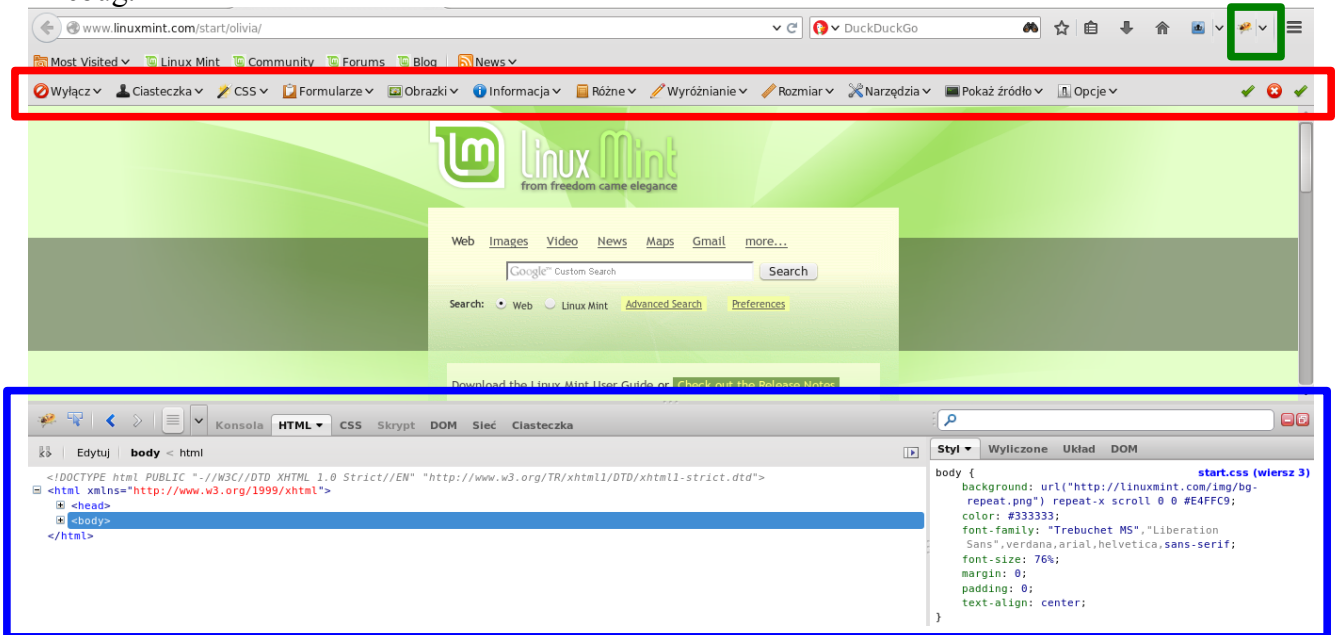 www.linuxmint.com/start/olivia/ DuckDuckGo
Most Visited Linux Mint Community Forums Blog News
Wyłącz Ciasteczka CSS Formularze Obrazki Informacja Różne Wyróżnianie Rozmiar Narzędzia Pokaż źródło Opcje
lm Linux Mint
from freedom came elegance
Web Images Video News Maps Gmail more...
Google™ Custom Search Search
Search: Web Linux Mint Advanced Search Preferences
Download the Linux Mint User Guide or Check out the Release Notes
Konsola HTML CSS Skrypt DOM Sieć Ciasteczka
Edytuj body < html
Styl Wyliczone Układ DOM
<!DOCTYPE html PUBLIC "-//W3C//DTD XHTML 1.0 Strict//EN" "http://www.w3.org/TR/xhtml1/DTD/xhtml1-strict.dtd">
<html xmlns="http://www.w3.org/1999/xhtml">
<head>
<body>
</html>
body { start.css (wiersz 3)
background: url("http://linuxmint.com/img/bg-
repeat.png") repeat-x scroll 0 0 #E4FFC9;
color: #333333;
font-family: "Trebuchet MS","Liberation
Sans",verdana,arial,helvetica,sans-serif;
font-size: 76%;
margin: 0;
padding: 0;
text-align: center;
}